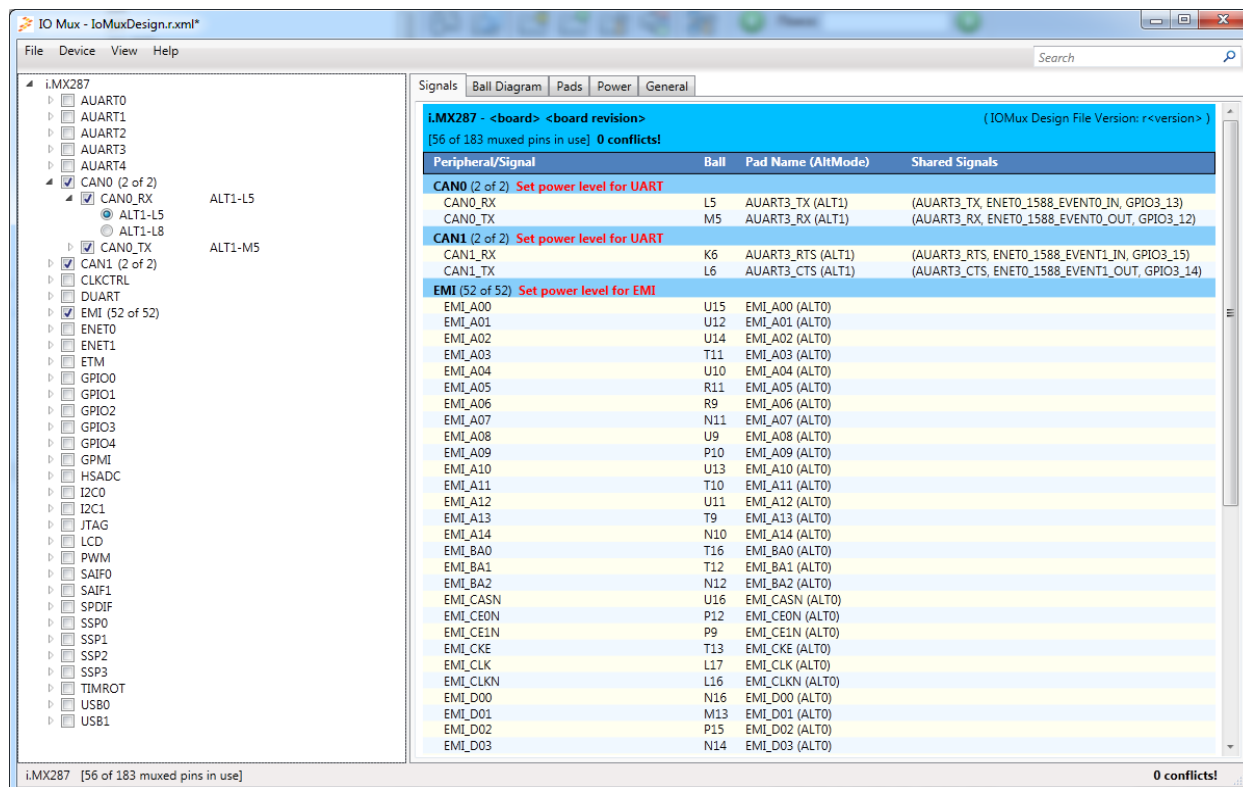 IO Mux - IoMuxDesign.r.xml*
File Device View Help
Search
i.MX287
AUART0
AUART1
AUART2
AUART3
AUART4
CAN0 (2 of 2)
CAN0_RX ALT1-L5
ALT1-L5
ALT1-L8
CAN0_TX ALT1-M5
CAN1 (2 of 2)
CLKCTRL
DUART
EMI (52 of 52)
ENET0
ENET1
ETM
GPIO0
GPIO1
GPIO2
GPIO3
GPIO4
GPMI
HSADC
I2C0
I2C1
JTAG
LCD
PWM
SAIF0
SAIF1
SPDIF
SSP0
SSP1
SSP2
SSP3
TIMROT
USB0
USB1
Signals Ball Diagram Pads Power General
i.MX287 - <board> <board revision> ( IOMux Design File Version: r<version> )
[56 of 183 muxed pins in use] 0 conflicts!
Peripheral/Signal Ball Pad Name (AltMode) Shared Signals
CAN0 (2 of 2) Set power level for UART
CAN0_RX L5 AUART3_TX (ALT1) (AUART3_TX, ENET0_1588_EVENT0_IN, GPIO3_13)
CAN0_TX M5 AUART3_RX (ALT1) (AUART3_RX, ENET0_1588_EVENT0_OUT, GPIO3_12)
CAN1 (2 of 2) Set power level for UART
CAN1_RX K6 AUART3_RTS (ALT1) (AUART3_RTS, ENET0_1588_EVENT1_IN, GPIO3_15)
CAN1_TX L6 AUART3_CTS (ALT1) (AUART3_CTS, ENET0_1588_EVENT1_OUT, GPIO3_14)
EMI (52 of 52) Set power level for EMI
EMI_A00 U15 EMI_A00 (ALT0)
EMI_A01 U12 EMI_A01 (ALT0)
EMI_A02 U14 EMI_A02 (ALT0)
EMI_A03 T11 EMI_A03 (ALT0)
EMI_A04 U10 EMI_A04 (ALT0)
EMI_A05 R11 EMI_A05 (ALT0)
EMI_A06 R9 EMI_A06 (ALT0)
EMI_A07 N11 EMI_A07 (ALT0)
EMI_A08 U9 EMI_A08 (ALT0)
EMI_A09 P10 EMI_A09 (ALT0)
EMI_A10 U13 EMI_A10 (ALT0)
EMI_A11 T10 EMI_A11 (ALT0)
EMI_A12 U11 EMI_A12 (ALT0)
EMI_A13 T9 EMI_A13 (ALT0)
EMI_A14 N10 EMI_A14 (ALT0)
EMI_BA0 T16 EMI_BA0 (ALT0)
EMI_BA1 T12 EMI_BA1 (ALT0)
EMI_BA2 N12 EMI_BA2 (ALT0)
EMI_CASN U16 EMI_CASN (ALT0)
EMI_CE0N P12 EMI_CE0N (ALT0)
EMI_CE1N P9 EMI_CE1N (ALT0)
EMI_CKE T13 EMI_CKE (ALT0)
EMI_CLK L17 EMI_CLK (ALT0)
EMI_CLKN L16 EMI_CLKN (ALT0)
EMI_D00 N16 EMI_D00 (ALT0)
EMI_D01 M13 EMI_D01 (ALT0)
EMI_D02 P15 EMI_D02 (ALT0)
EMI_D03 N14 EMI_D03 (ALT0)
i.MX287 [56 of 183 muxed pins in use] 0 conflicts!